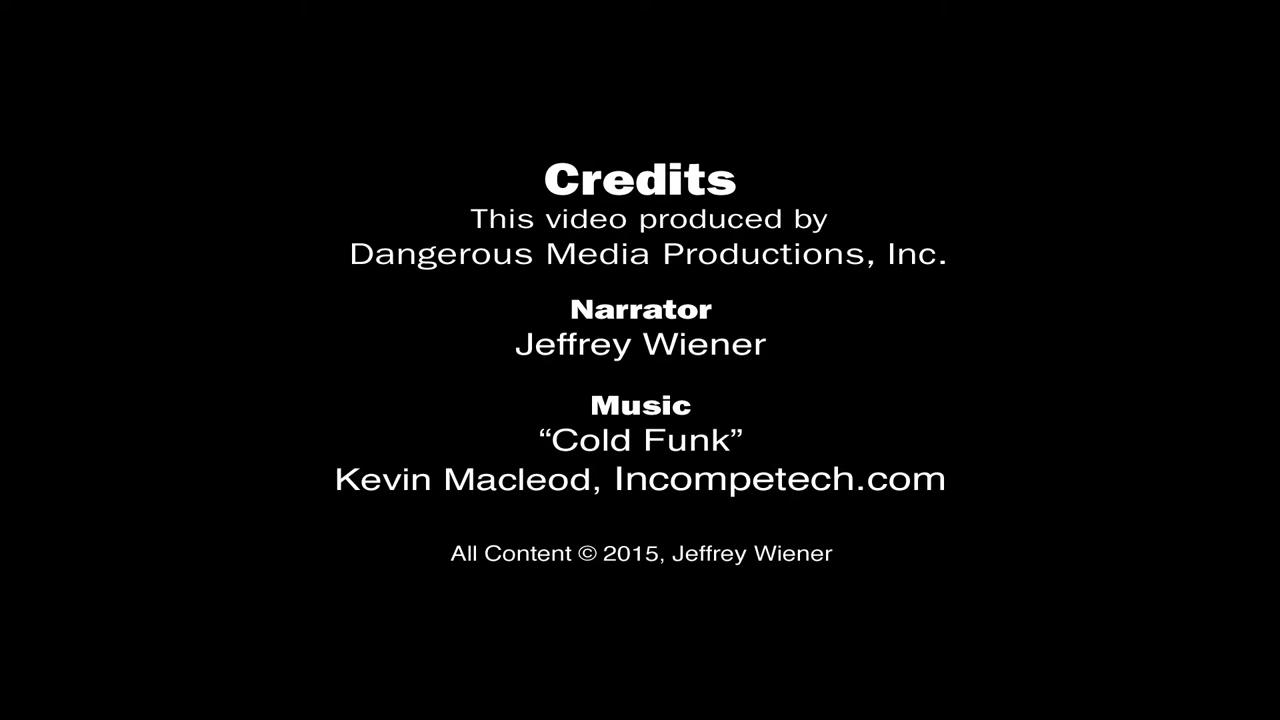 Credits
This video produced by
Dangerous Media Productions, Inc.
Narrator
Jeffrey Wiener
Music
“Cold Funk”
Kevin Macleod, Incompetech.com
All Content © 2015, Jeffrey Wiener